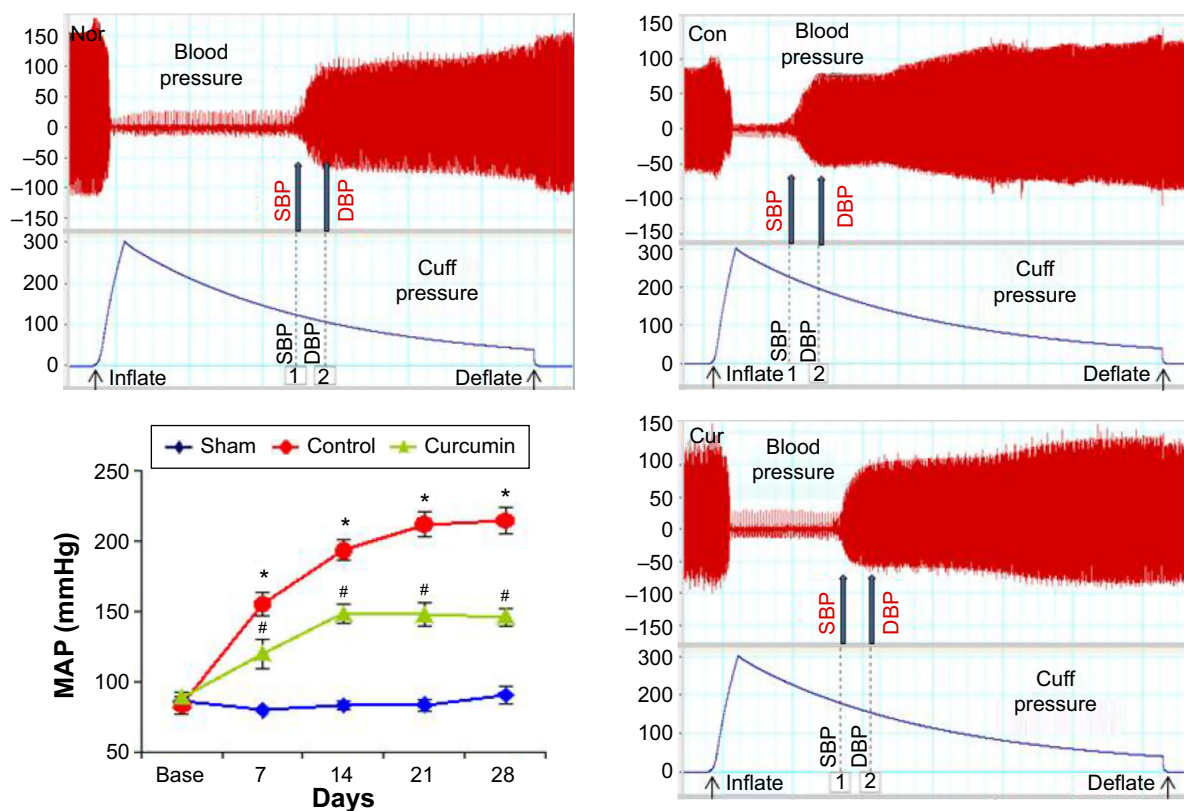 Nor
Blood
pressure
150
100
50
0
–50
–100
–150
SBP
DBP
300
200
100
0
Cuff
pressure
SBP
DBP
Inflate
1
2
Deflate
Con
Blood
pressure
150
100
50
0
–50
–100
–150
SBP
DBP
300
200
100
0
Cuff
pressure
SBP
DBP
Inflate
1
2
Deflate
Sham
Control
Curcumin
MAP (mmHg)
250
200
150
100
50
*
*
*
*
#
#
#
#
Base
7
14
21
28
Days
Cur
Blood
pressure
150
100
50
0
–50
–100
–150
SBP
DBP
300
200
100
0
Cuff
pressure
SBP
DBP
Inflate
1
2
Deflate